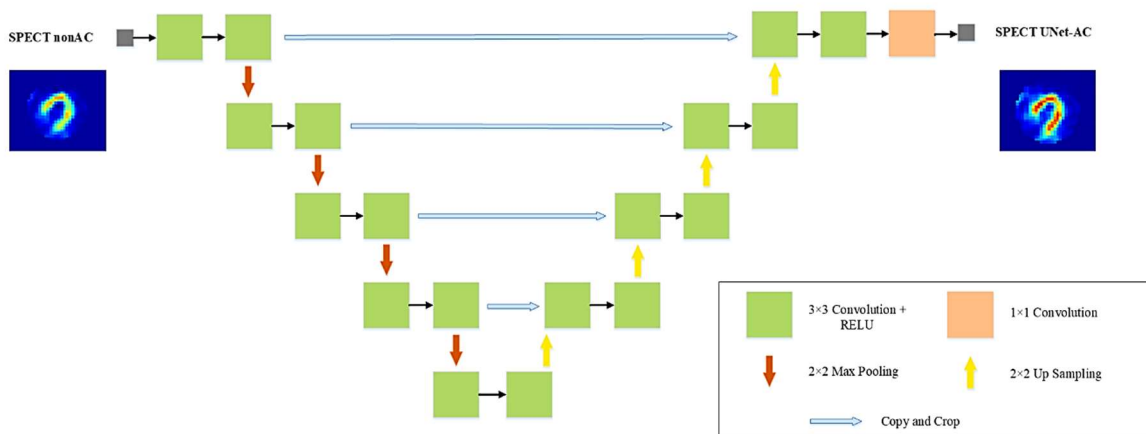 SPECT nonAC
SPECT UNet-AC
3×3 Convolution +
RELU
1×1 Convolution
2×2 Max Pooling
2×2 Up Sampling
Copy and Crop